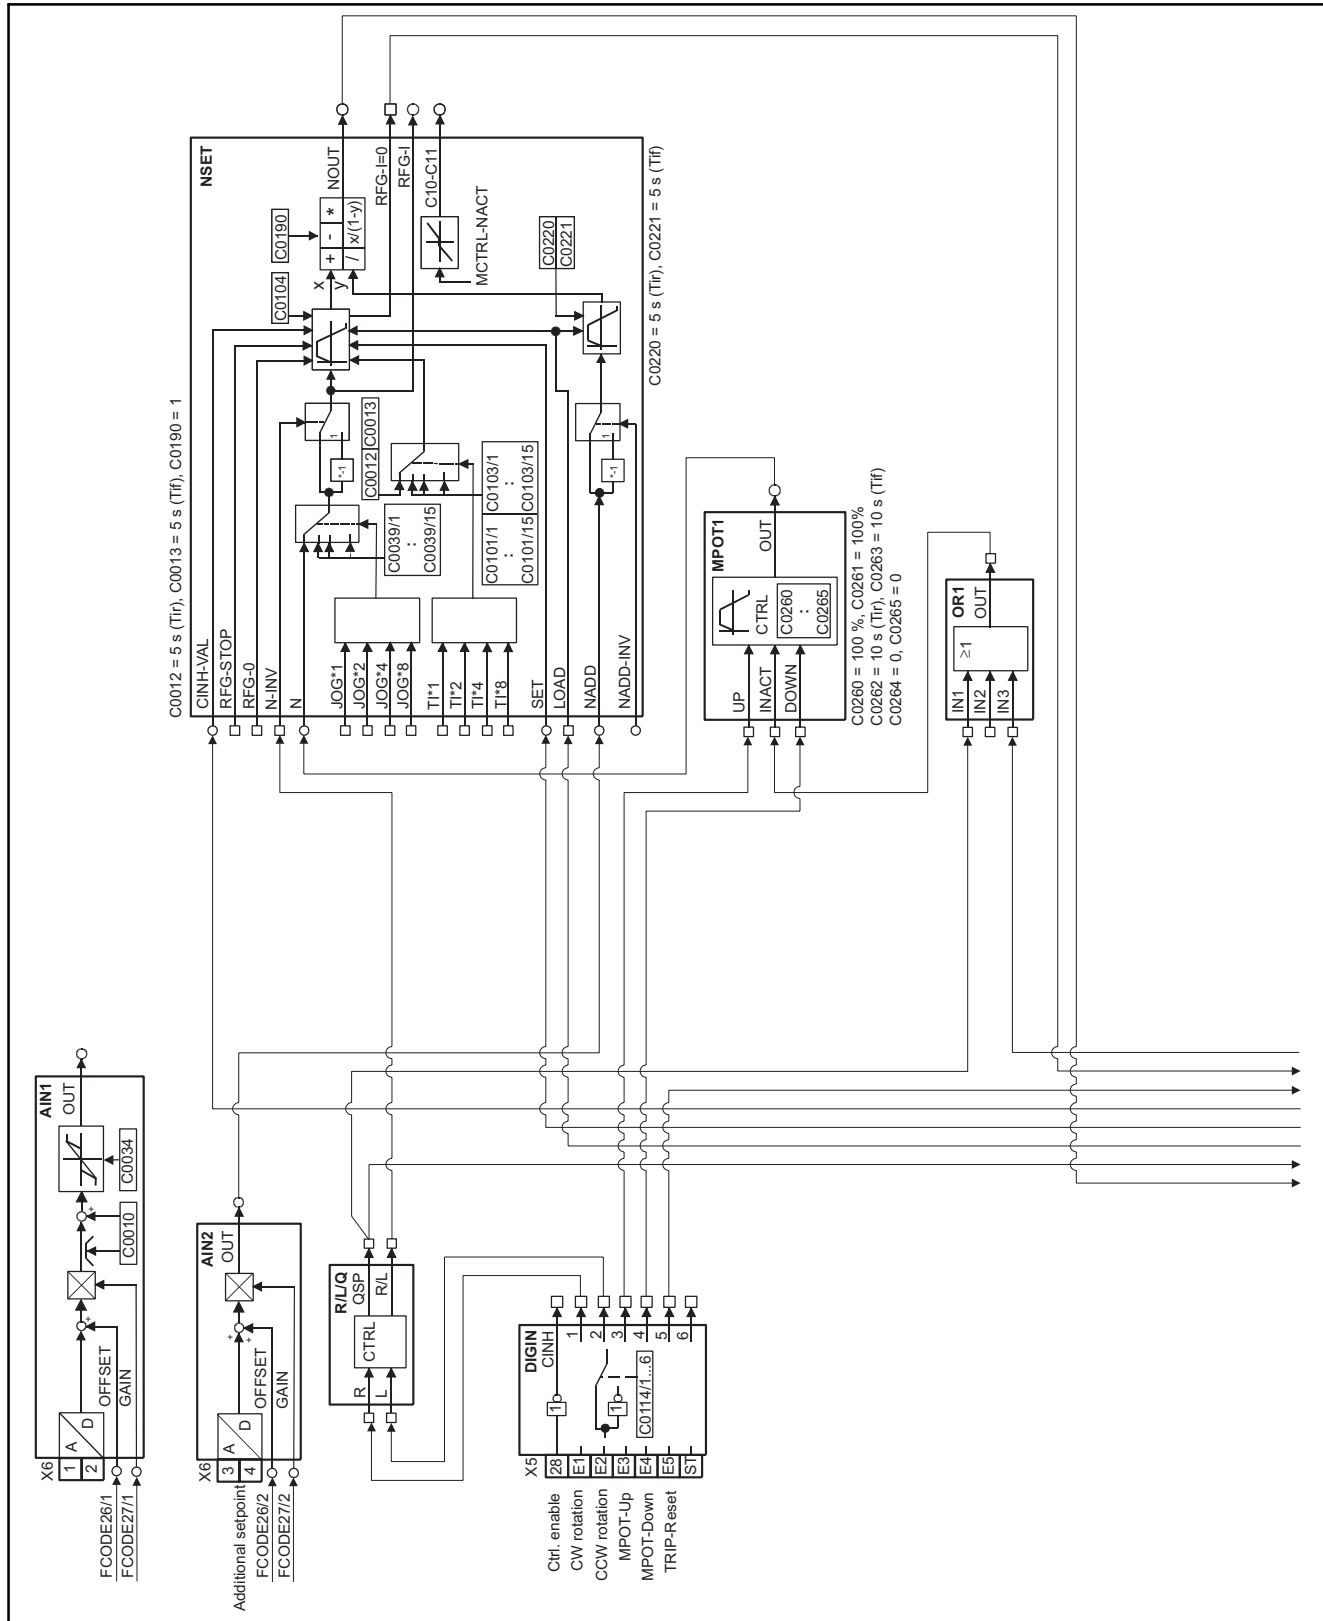 AIN1
X6
1
2
A
D
OFFSET
GAIN
FCODE26/1
FCODE27/1
+
+
C0010
C0034
OUT
AIN2
X6
3
4
A
D
OFFSET
GAIN
Additional setpoint
FCODE26/2
FCODE27/2
+
+
OUT
R/L/Q
R
L
CTRL
QSP
R/L
DIGIN
X5
28
E1
E2
E3
E4
E5
ST
Ctrl. enable
CW rotation
CCW rotation
MPOT-Up
MPOT-Down
TRIP-Reset
1
1
C0114/1...6
CINH
1
2
3
4
5
6
NSET
C0012 = 5 s (Tir), C0013 = 5 s (Tif), C0190 = 1
CINH-VAL
RFG-STOP
RFG-0
N-INV
N
JOG*1
JOG*2
JOG*4
JOG*8
TI*1
TI*2
TI*4
TI*8
SET
LOAD
NADD
NADD-INV
C0039/1
:
C0039/15
*-1
1
C0012
C0013
C0101/1
:
C0101/15
C0103/1
:
C0103/15
*-1
1
C0104
C0190
x
y
+
-
*
/
x/(1-y)
NOUT
RFG-I=0
RFG-I
C10-C11
MCTRL-NACT
C0220
C0221
C0220 = 5 s (Tir), C0221 = 5 s (Tif)
MPOT1
UP
INACT
DOWN
CTRL
C0260
:
C0265
OUT
C0260 = 100 %, C0261 = 100%
C0262 = 10 s (Tir), C0263 = 10 s (Tif)
C0264 = 0, C0265 = 0
OR1
IN1
IN2
IN3
≥1
OUT